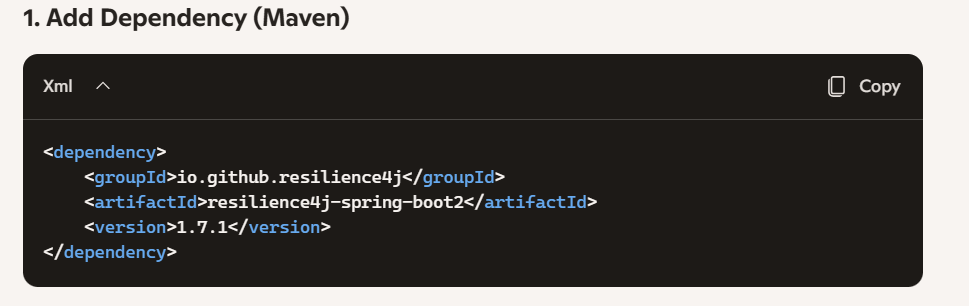 1. Add Dependency (Maven)
Xml
Copy
<dependency>
    <groupId>io.github.resilience4j</groupId>
    <artifactId>resilience4j-spring-boot2</artifactId>
    <version>1.7.1</version>
</dependency>